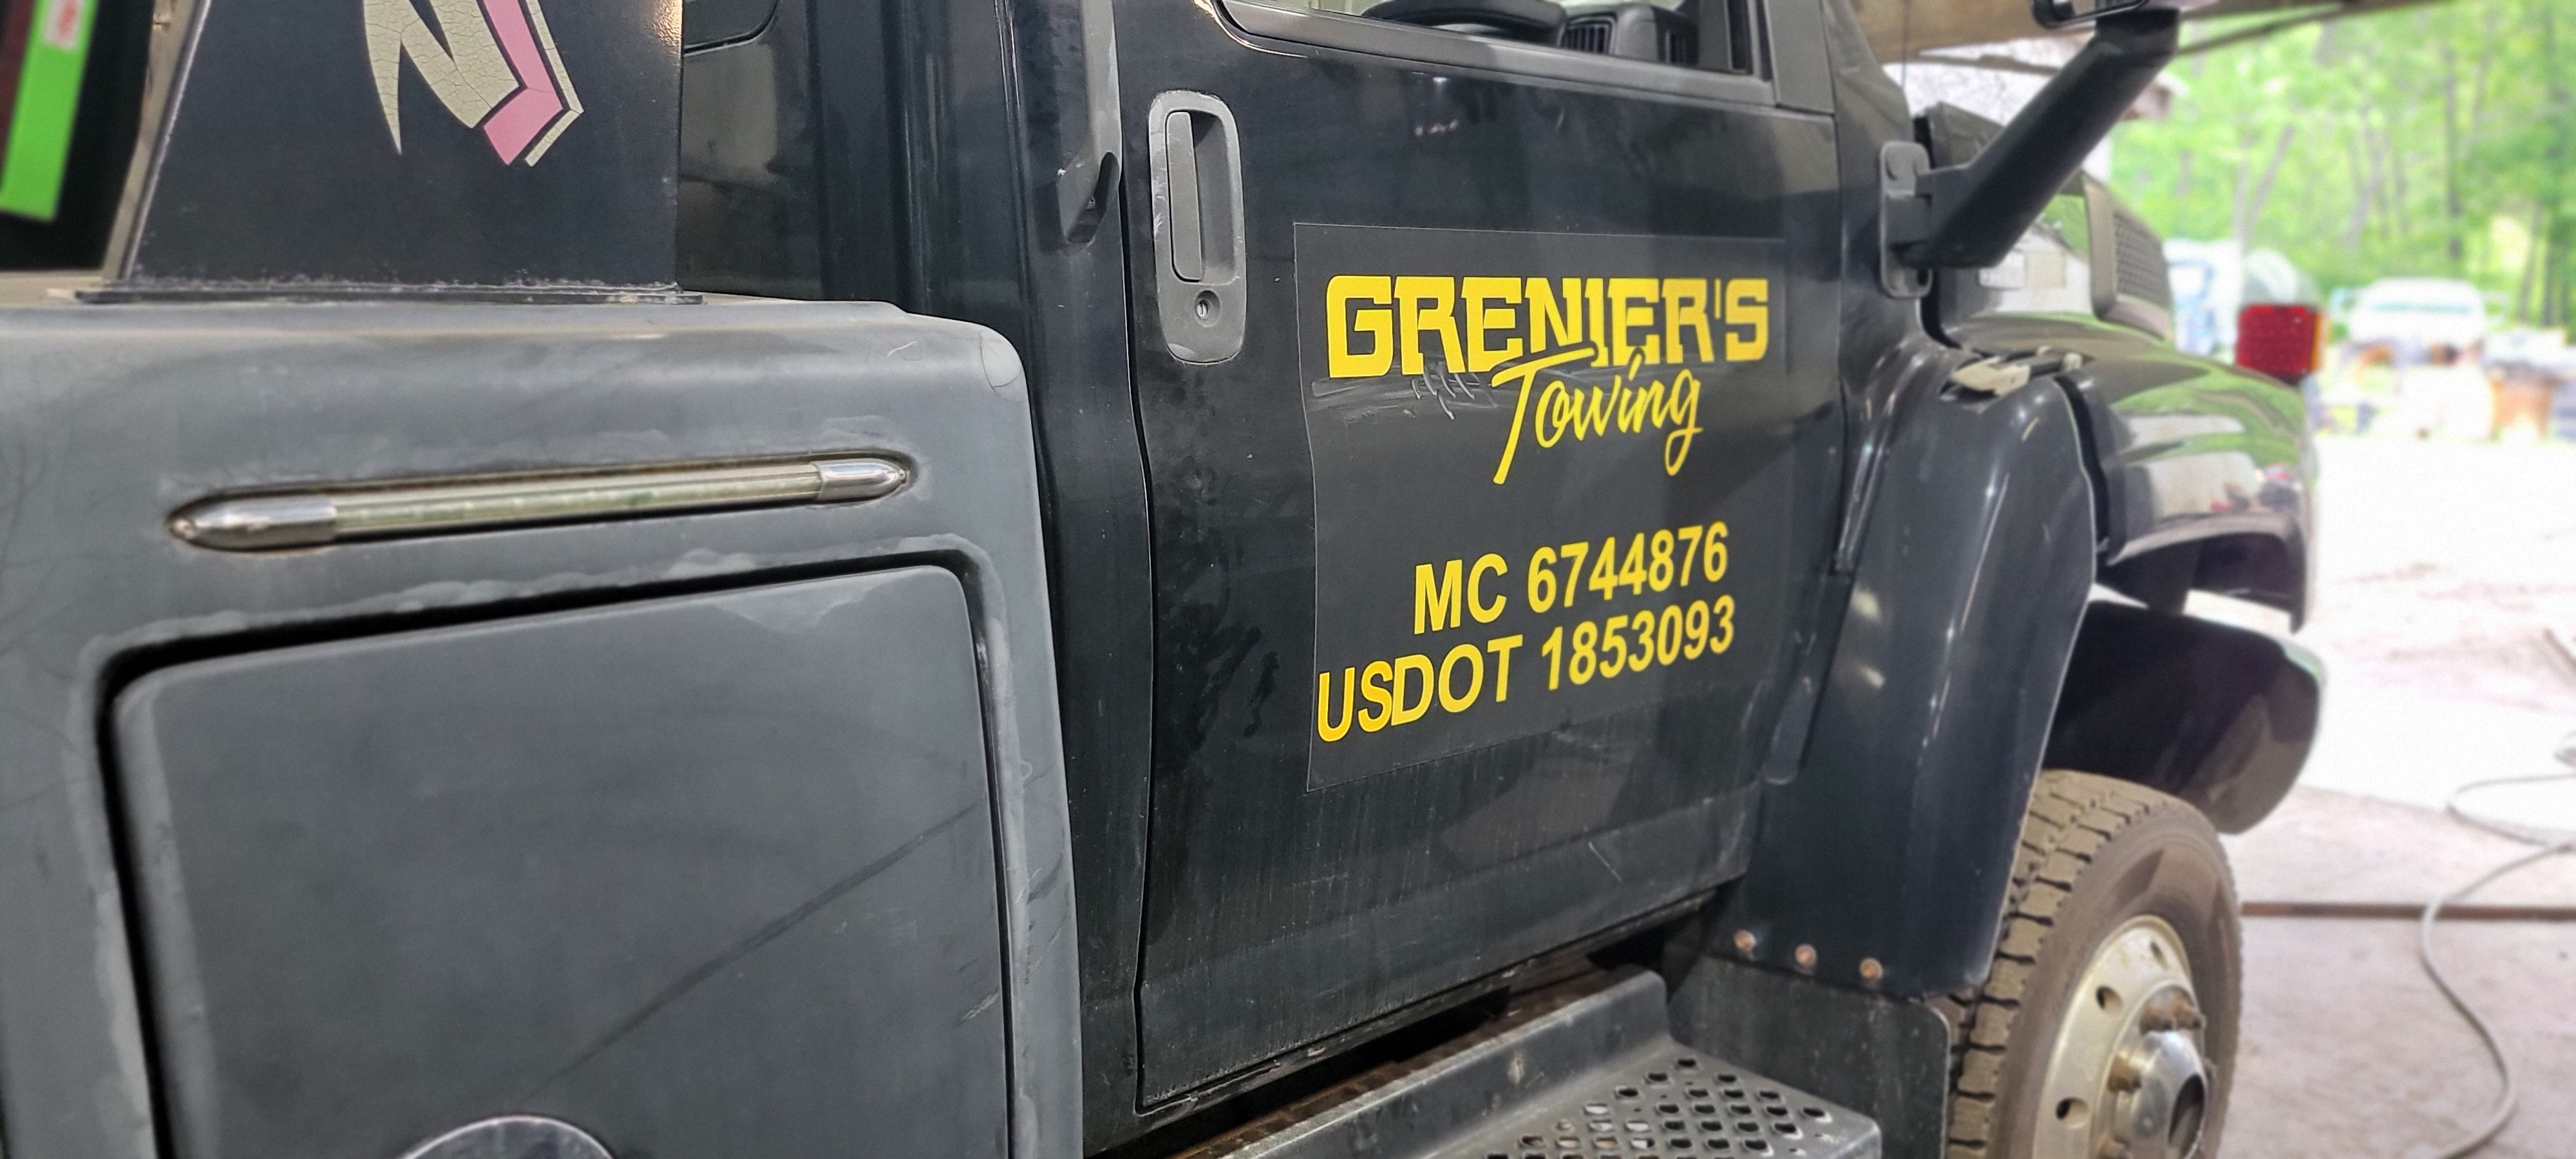 GRENIER'S
Towing
MC 6744876
USDOT 1853093